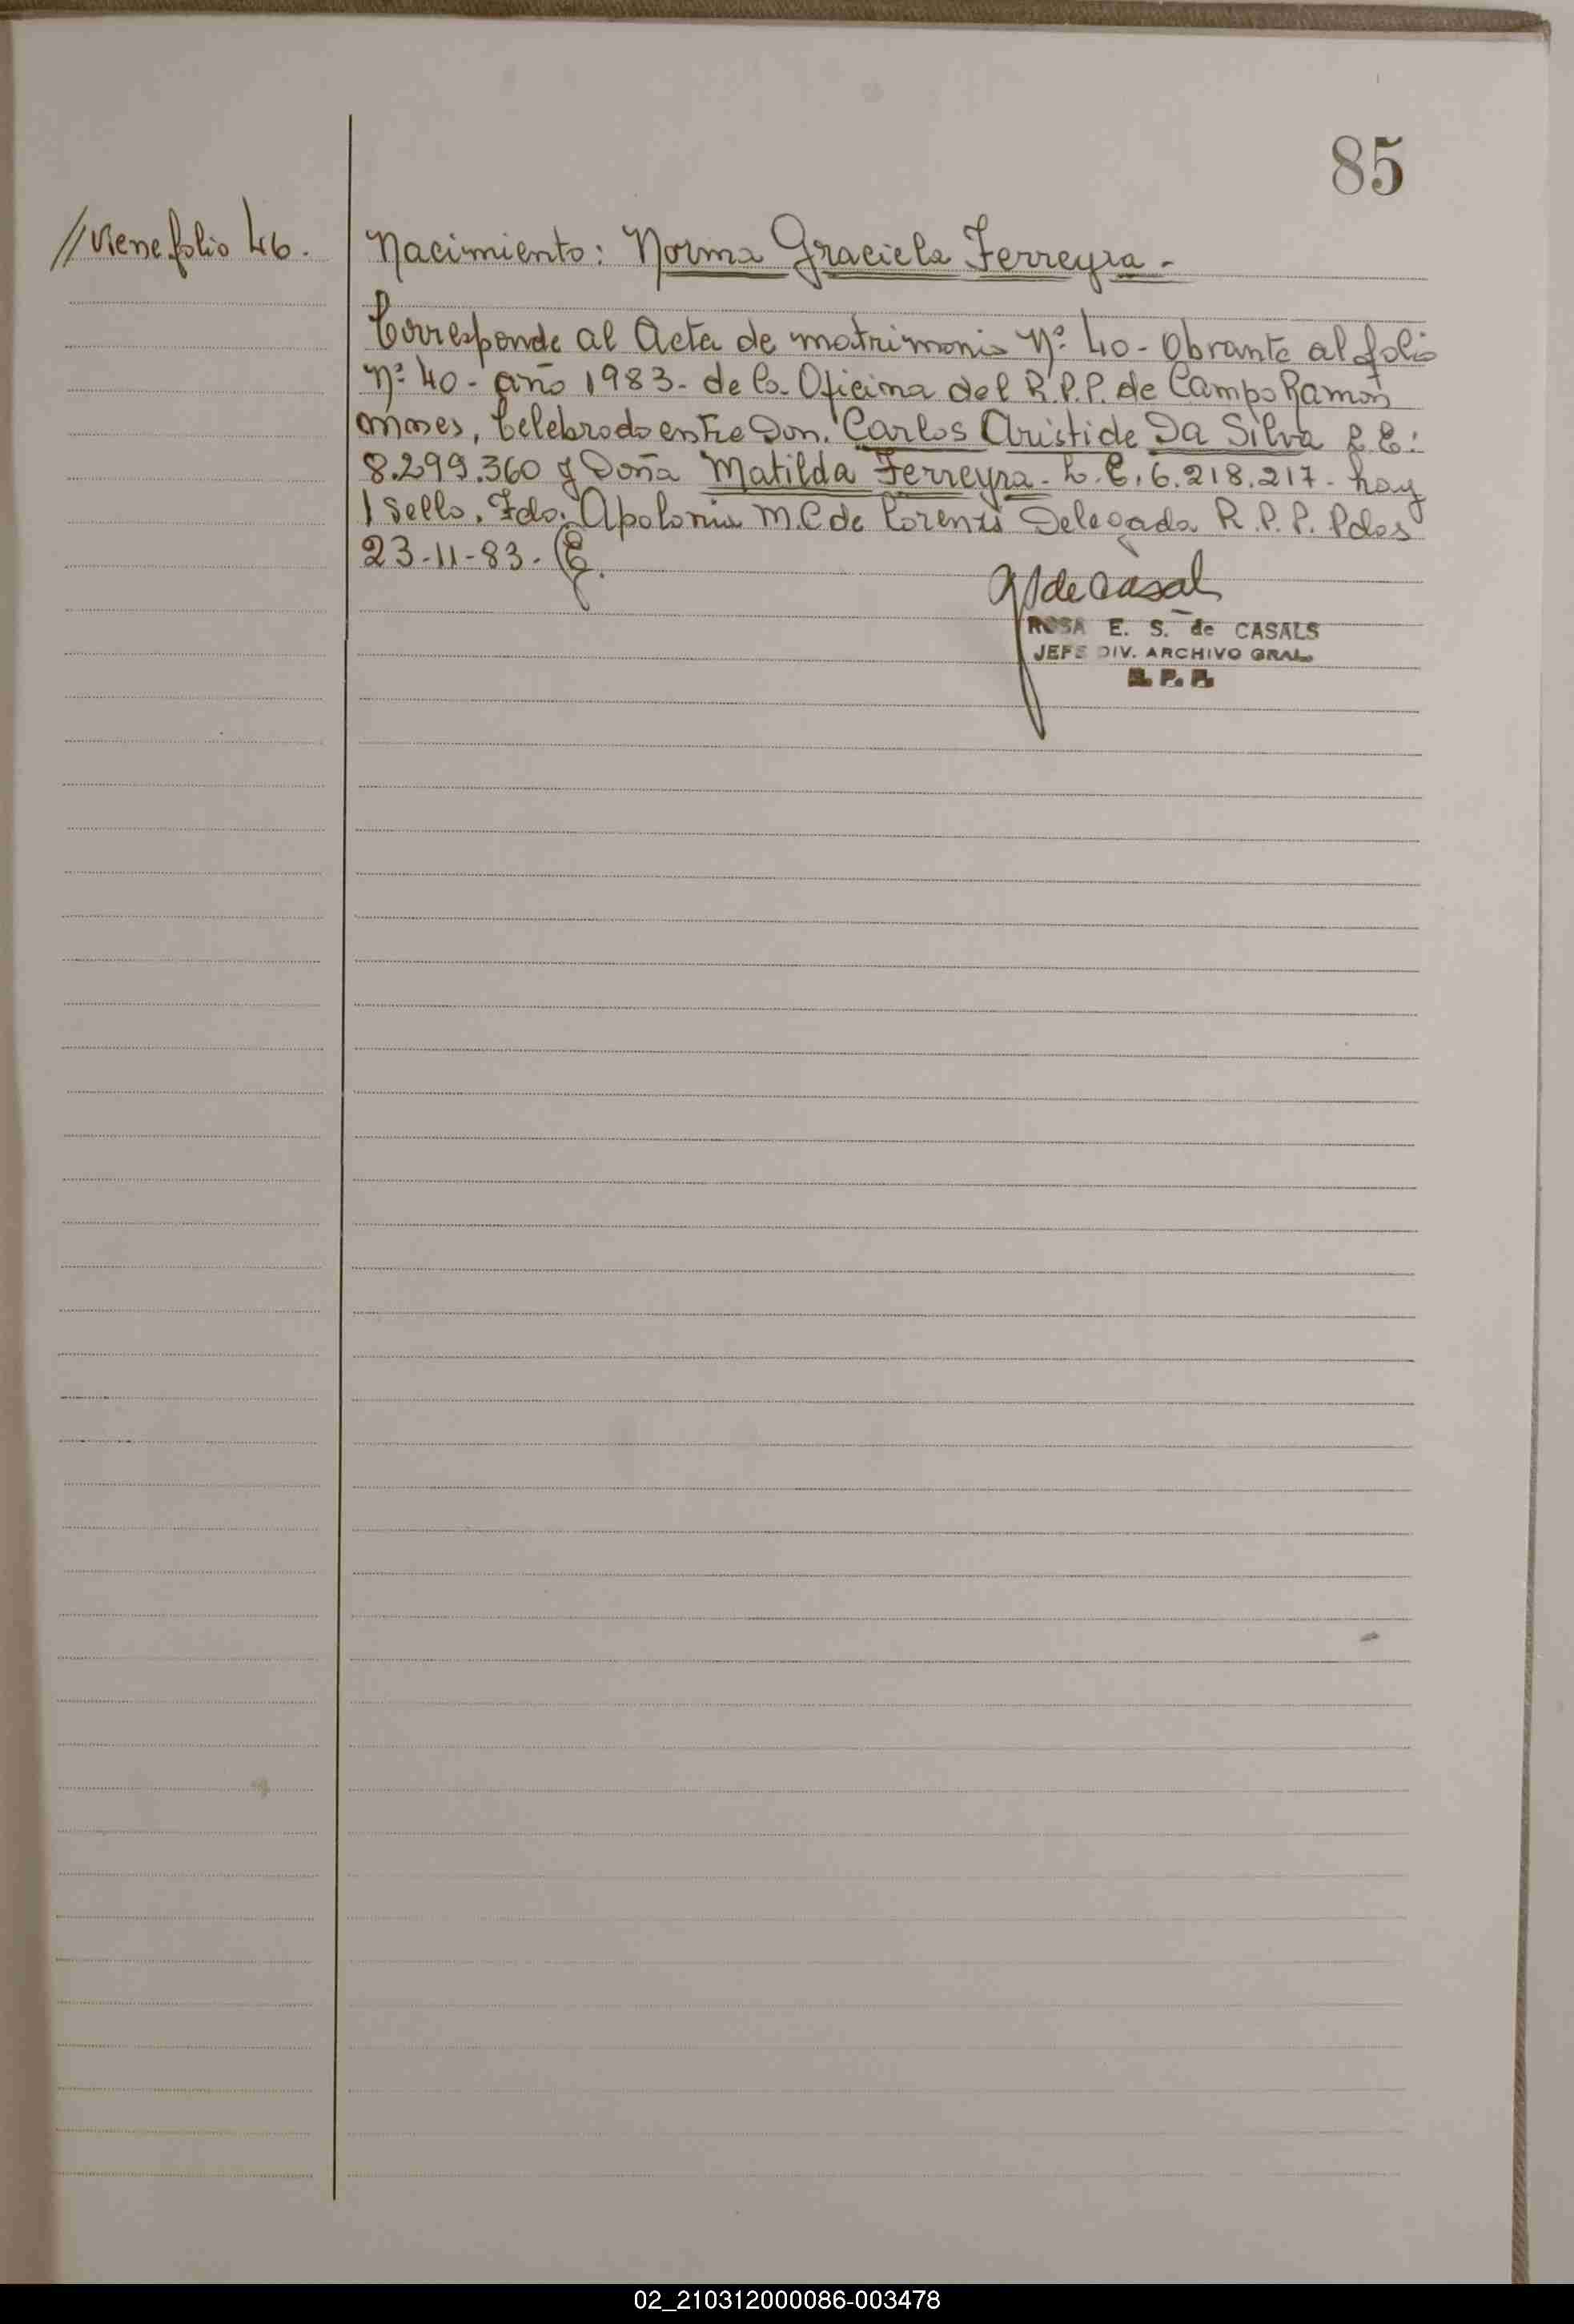 85
//viene folio 46.
Nacimiento: Norma Graciela Ferreyra -
Corresponde al Acta de matrimonio nº 40 - Obrante al folio
nº 40 - año 1983 - de la Oficina del R.P.P. de Campo Ramón
mnes, Celebrado entre Don. Carlos Aristide Da Silva L.E:
8.299.360 y Doña Matilda Ferreyra - L.C. 6.218.217 - hay
1 Sello. Fdo: Apolonia M.C de Lorenzi Delegada R.P.P. Pdas
23-11-83.
de Casals
ROSA E. S. de CASALS
JEFE DIV. ARCHIVO GRAL.
R. P. P.
02_210312000086-003478